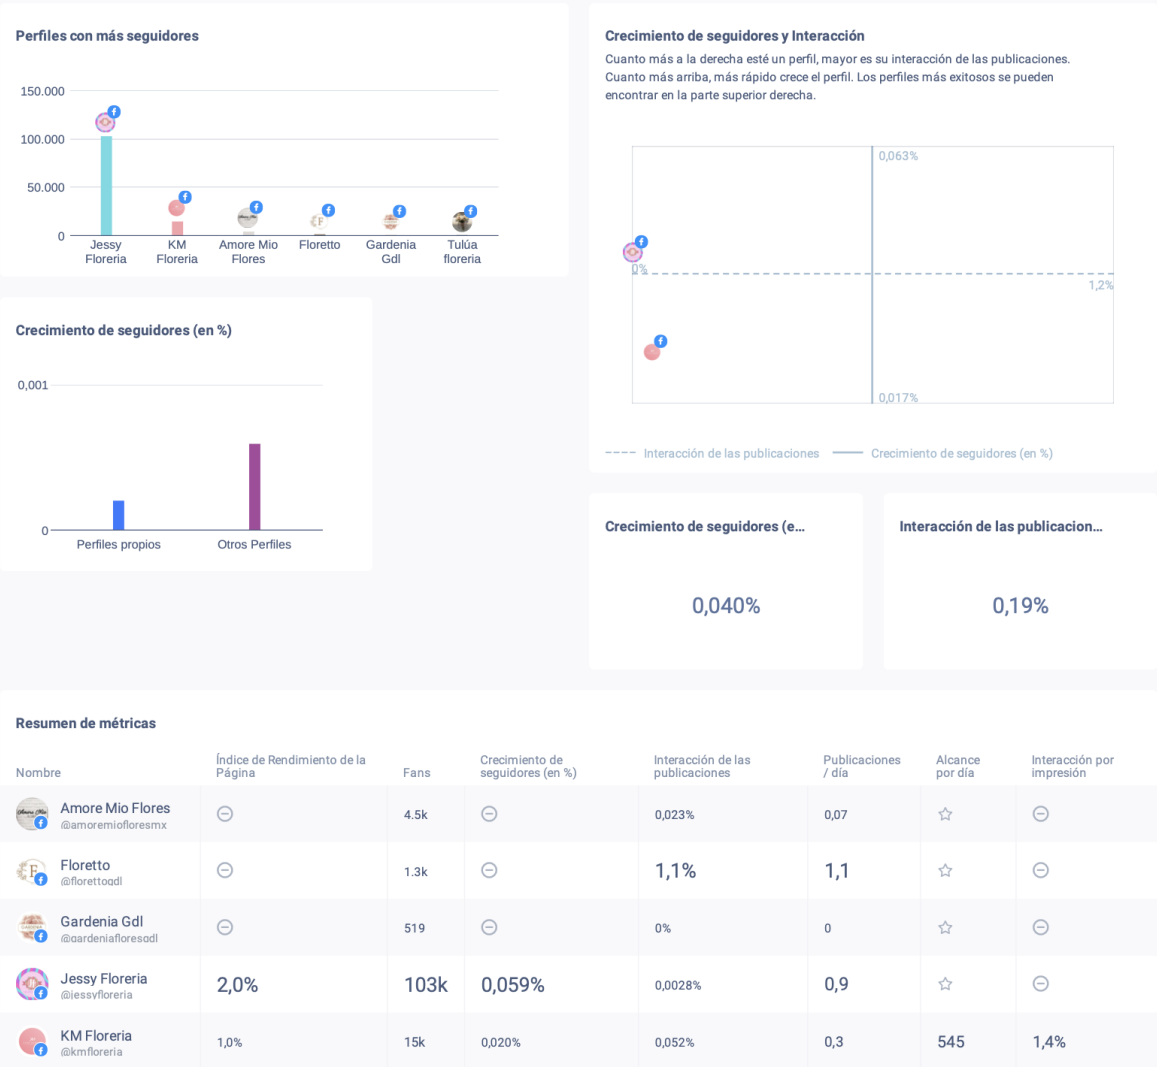 Perfiles con más seguidores
150.000
100.000
50.000
0
Jessy Floreria
KM Floreria
Amore Mio Flores
Floretto
Gardenia Gdl
Tulúa floreria
Crecimiento de seguidores y Interacción
Cuanto más a la derecha esté un perfil, mayor es su interacción de las publicaciones.
Cuanto más arriba, más rápido crece el perfil. Los perfiles más exitosos se pueden
encontrar en la parte superior derecha.
0,063%
0%
1,2%
0,017%
Interacción de las publicaciones
Crecimiento de seguidores (en %)
Crecimiento de seguidores (en %)
0,001
0
Perfiles propios
Otros Perfiles
Crecimiento de seguidores (e...
0,040%
Interacción de las publicacion...
0,19%
Resumen de métricas
Nombre
Índice de Rendimiento de la Página
Fans
Crecimiento de seguidores (en %)
Interacción de las publicaciones
Publicaciones / día
Alcance por día
Interacción por impresión
Amore Mio Flores
@amoremiofloresmx
4.5k
0,023%
0,07
Floretto
@florettogdl
1.3k
1,1%
1,1
Gardenia Gdl
@gardeniafloresgdl
519
0%
0
Jessy Floreria
@jessyfloreria
2,0%
103k
0,059%
0,0028%
0,9
KM Floreria
@kmfloreria
1,0%
15k
0,020%
0,052%
0,3
545
1,4%